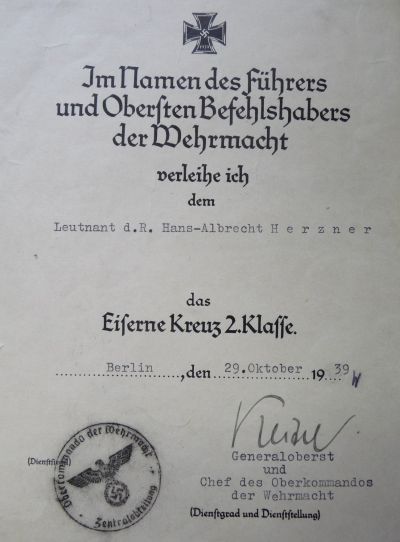 Im Namen des Führers
und Obersten Befehlshabers
der Wehrmacht
verleihe ich
dem
Leutnant d.R. Hans-Albrecht H e r z n e r
das
Eiserne Kreuz 2. Klasse.
Berlin, den 29. Oktober 1939
Oberkommando der Wehrmacht
Zentralabteilung
Keitel
Generaloberst
und
Chef des Oberkommandos
der Wehrmacht
(Dienstgrad und Dienststellung)